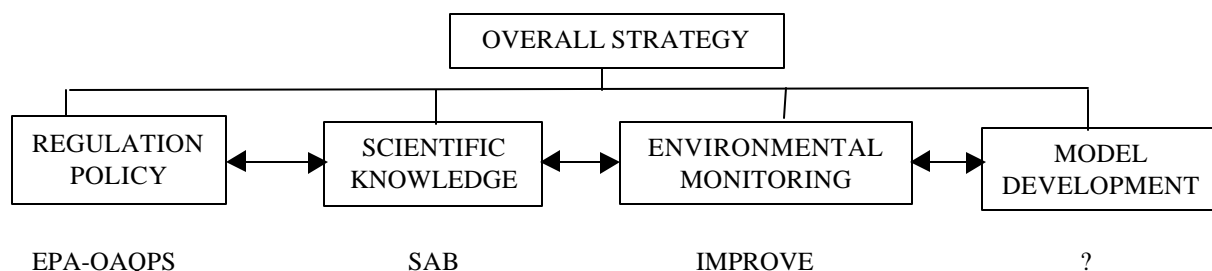 OVERALL STRATEGY
REGULATION
POLICY
SCIENTIFIC
KNOWLEDGE
ENVIRONMENTAL
MONITORING
MODEL
DEVELOPMENT
EPA-OAQPS SAB IMPROVE ?